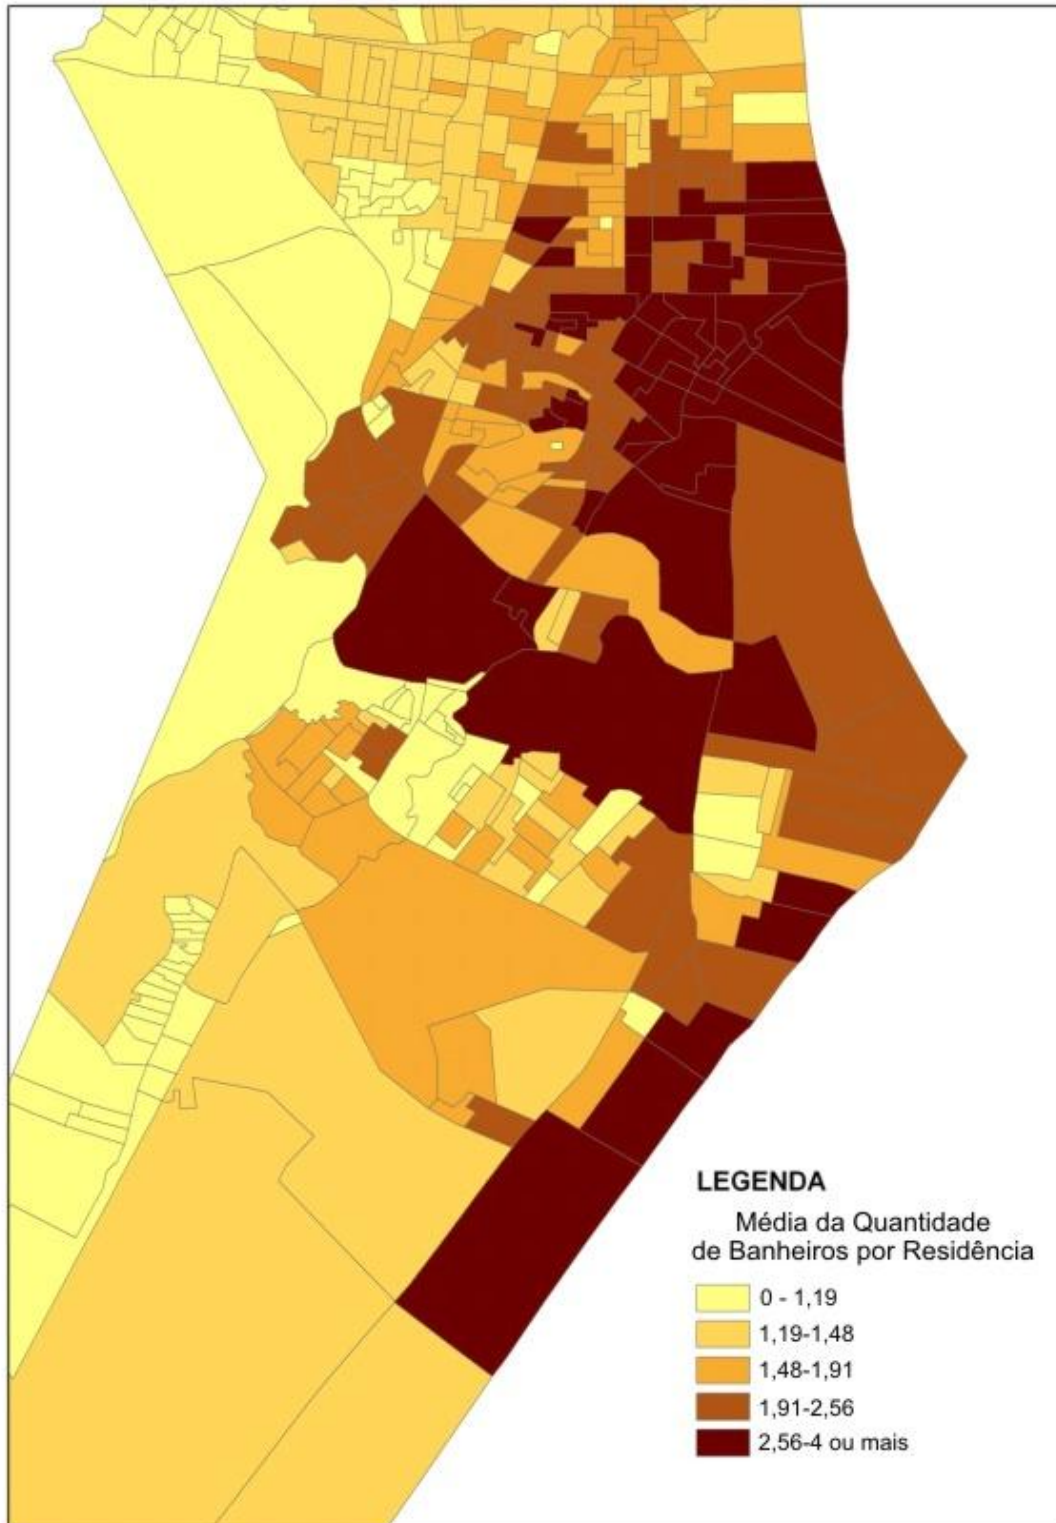 LEGENDA
Média da Quantidade
de Banheiros por Residência
0 - 1,19
1,19-1,48
1,48-1,91
1,91-2,56
2,56-4 ou mais